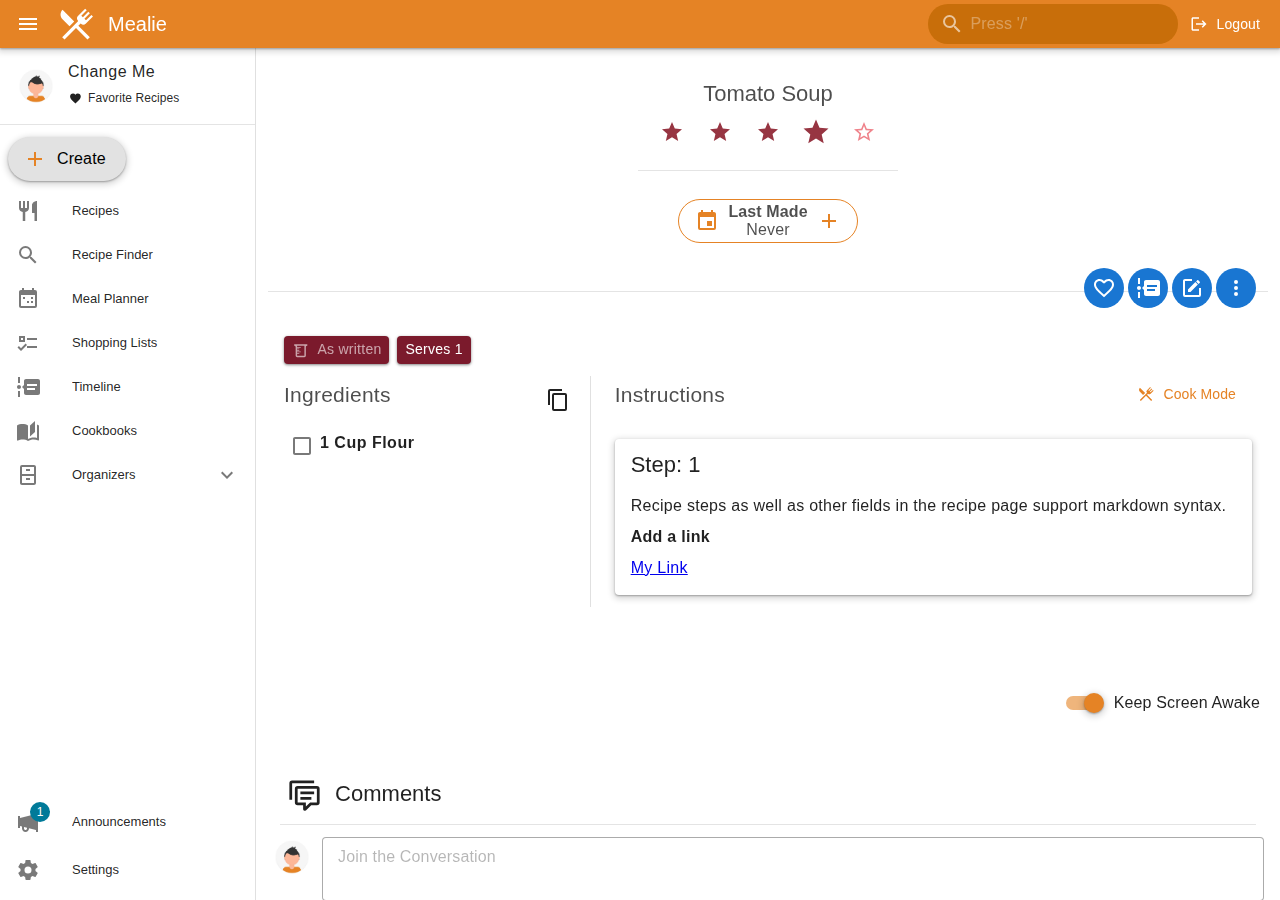 Mealie
Press '/'
Logout
Change Me
Favorite Recipes
Create
Recipes
Recipe Finder
Meal Planner
Shopping Lists
Timeline
Cookbooks
Organizers
1
Announcements
Settings
Tomato Soup
Last Made
Never
As written
Serves 1
Ingredients
1 Cup Flour
Instructions
Cook Mode
Step: 1
Recipe steps as well as other fields in the recipe page support markdown syntax.
Add a link
My Link
Keep Screen Awake
Comments
Join the Conversation